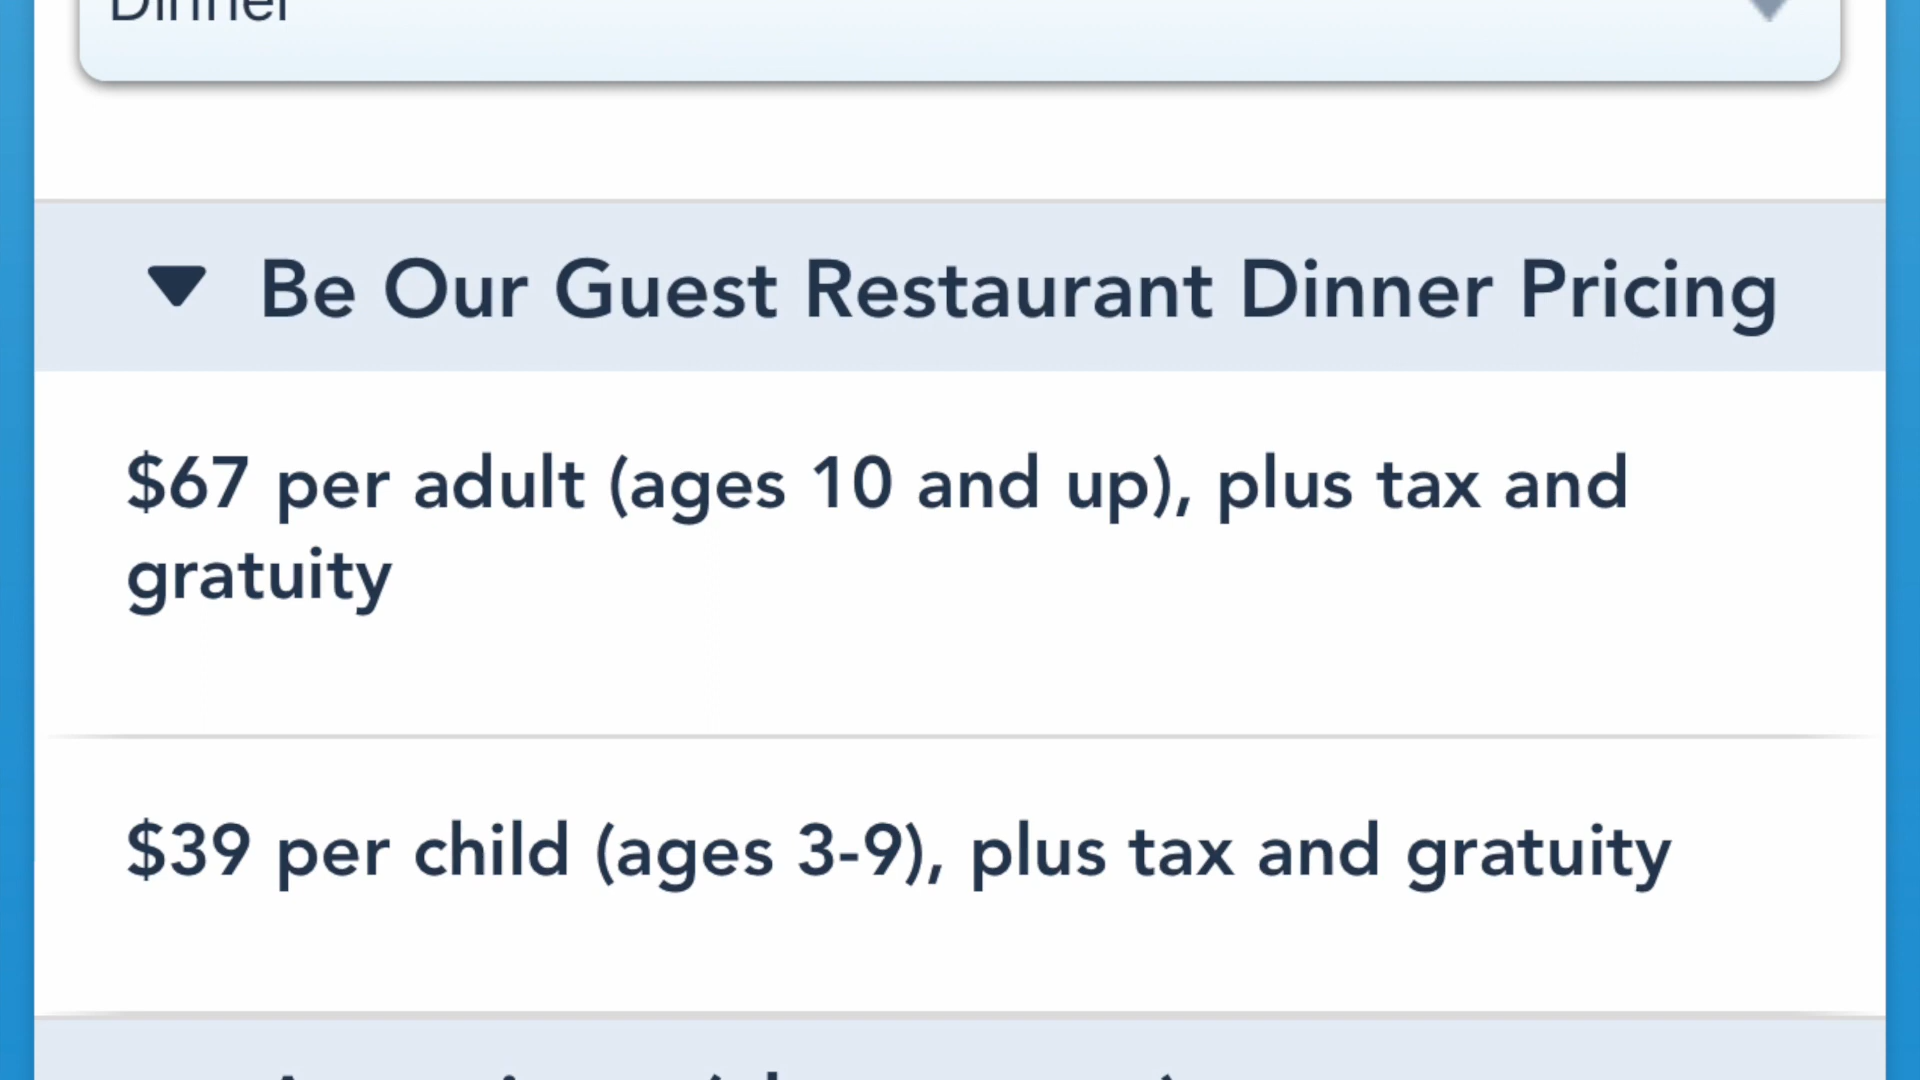 Dinner
Be Our Guest Restaurant Dinner Pricing
$67 per adult (ages 10 and up), plus tax and
gratuity
$39 per child (ages 3-9), plus tax and gratuity